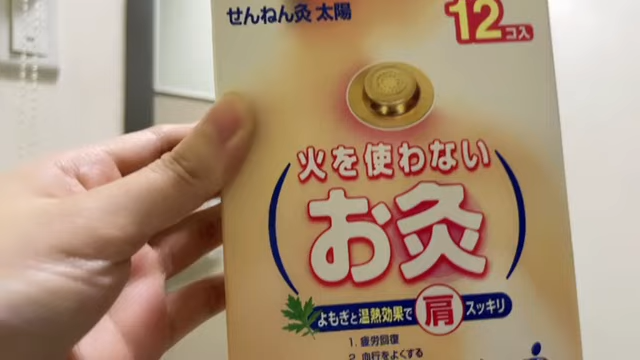 せんねん灸 太陽
12コ入
火を使わない
お灸
よもぎと温熱効果で 肩 スッキリ
1. 疲労回復
2. 血行をよくする